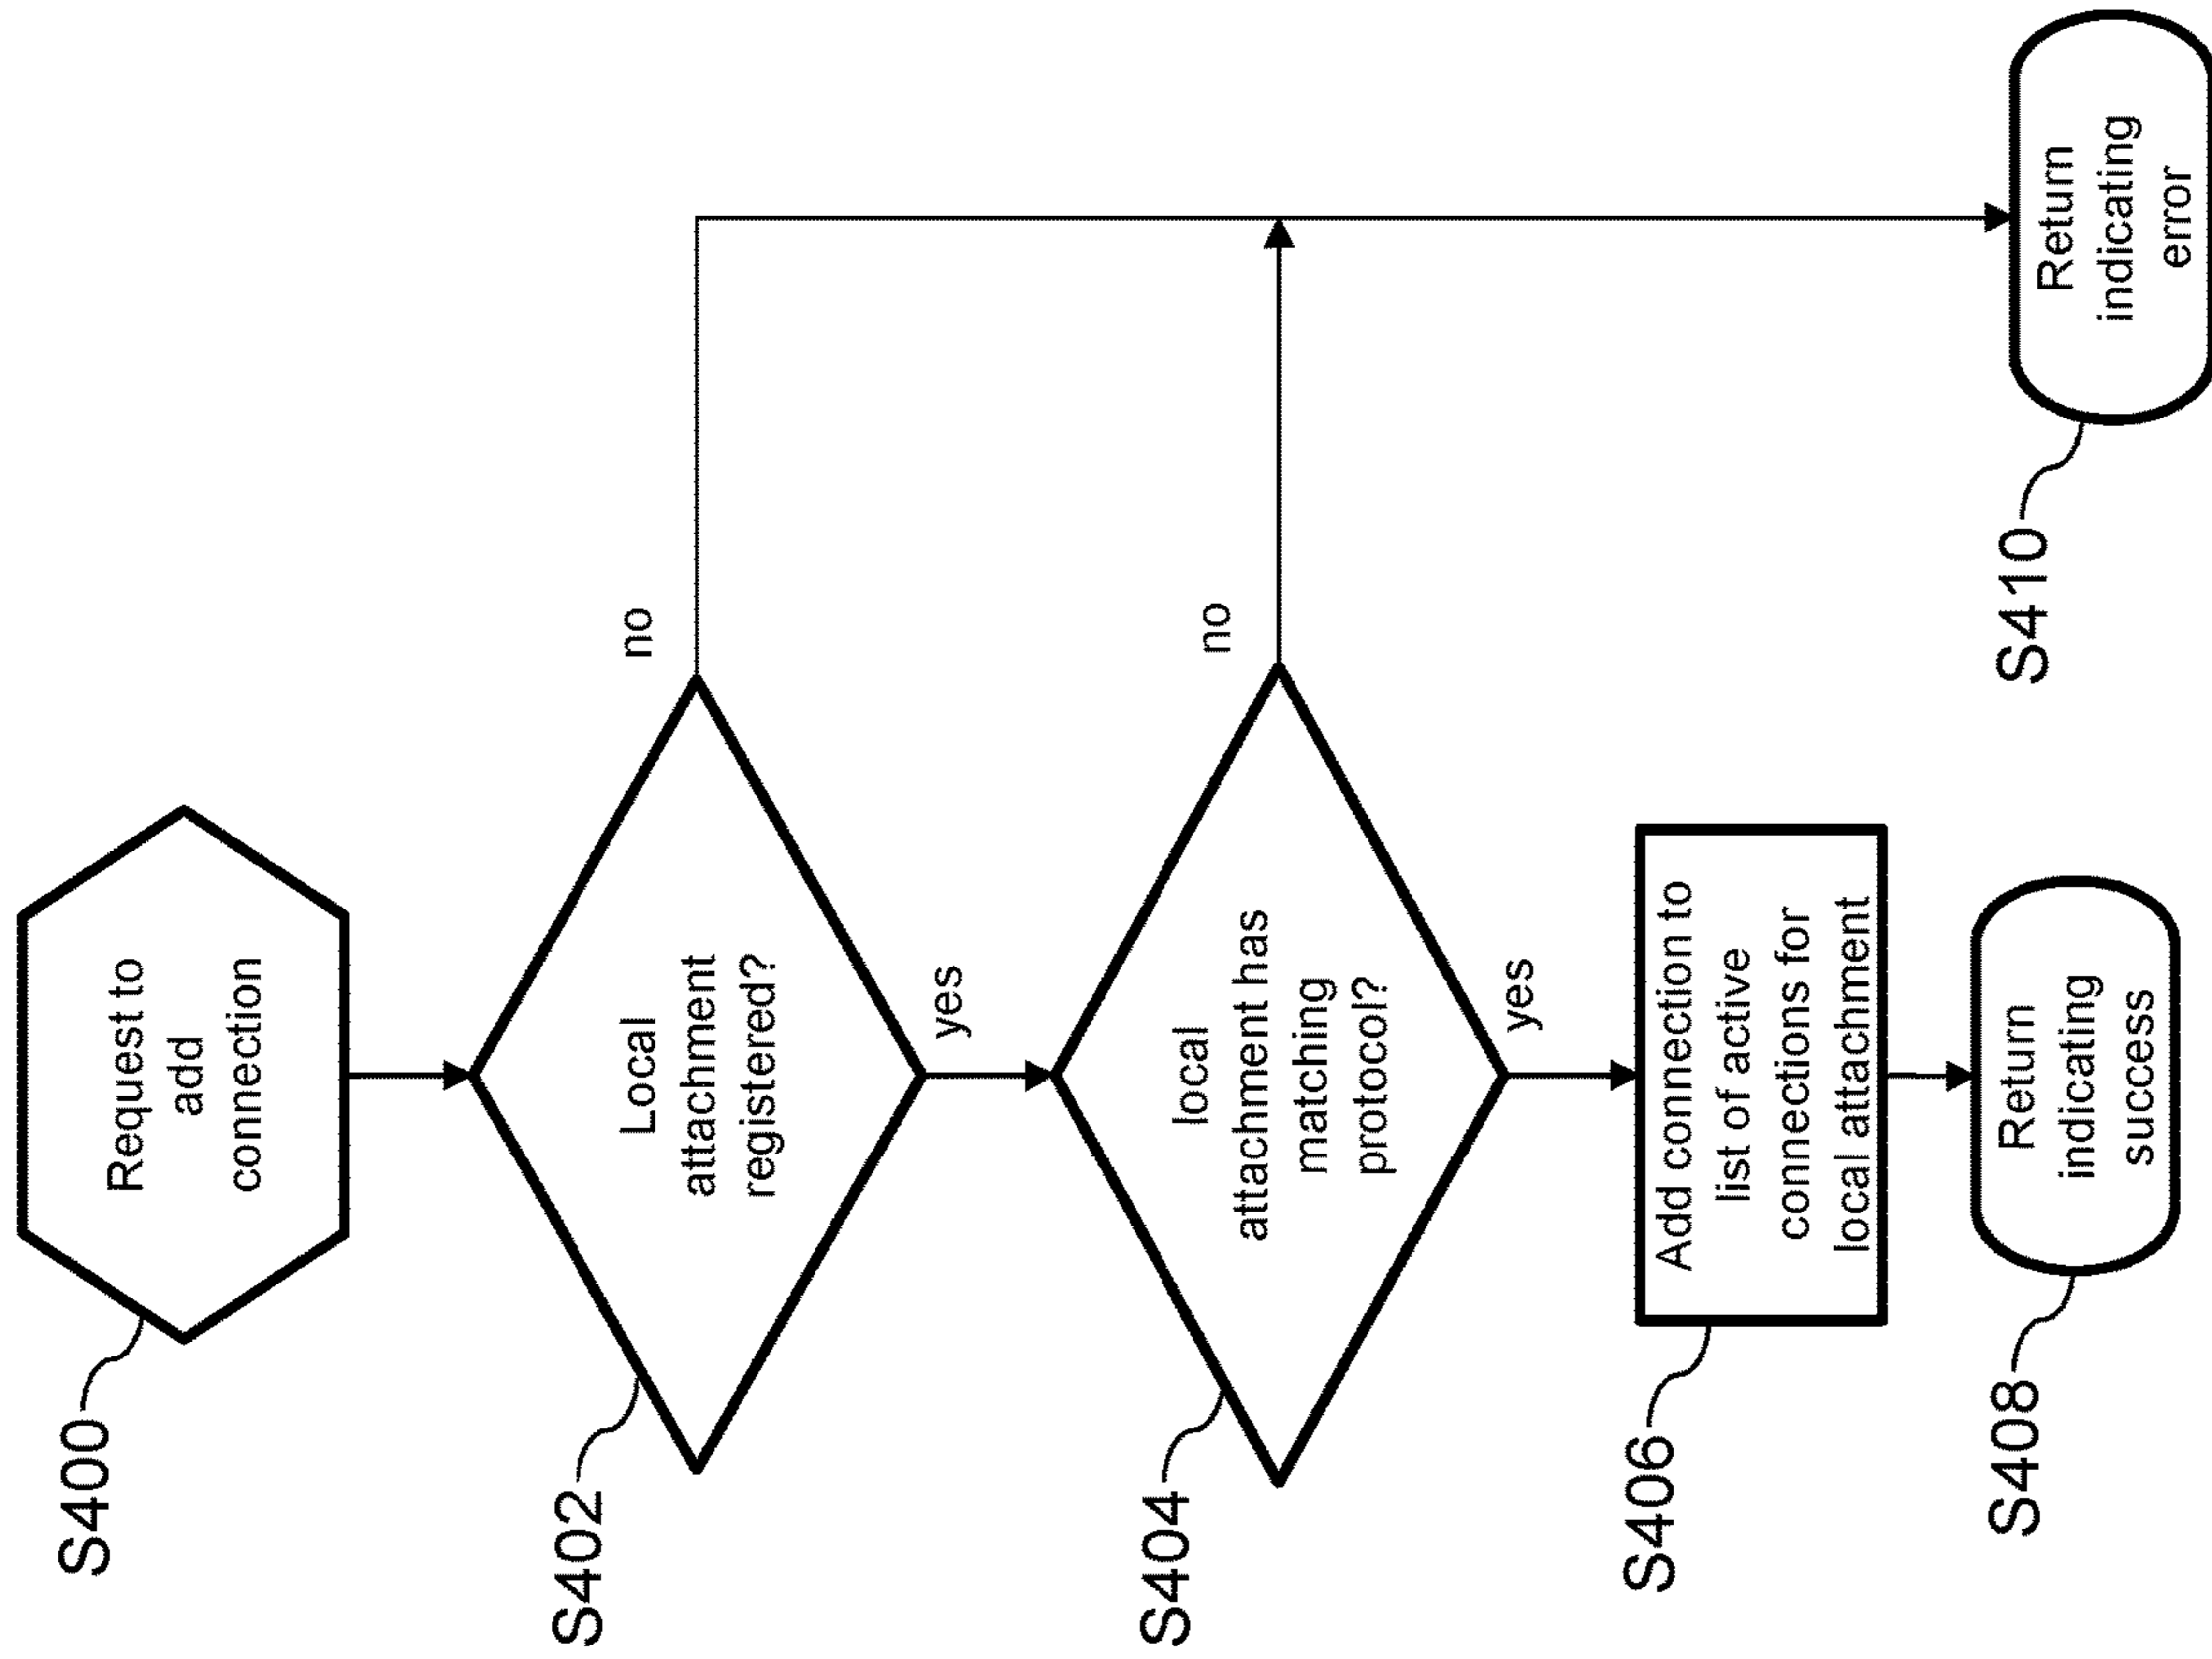 S400
Request to
add
connection
S402
Local
attachment
registered?
no
yes
S404
local
attachment has
matching
protocol?
no
yes
S406
Add connection to
list of active
connections for
local attachment
S408
Return
indicating
success
S410
Return
indicating
error